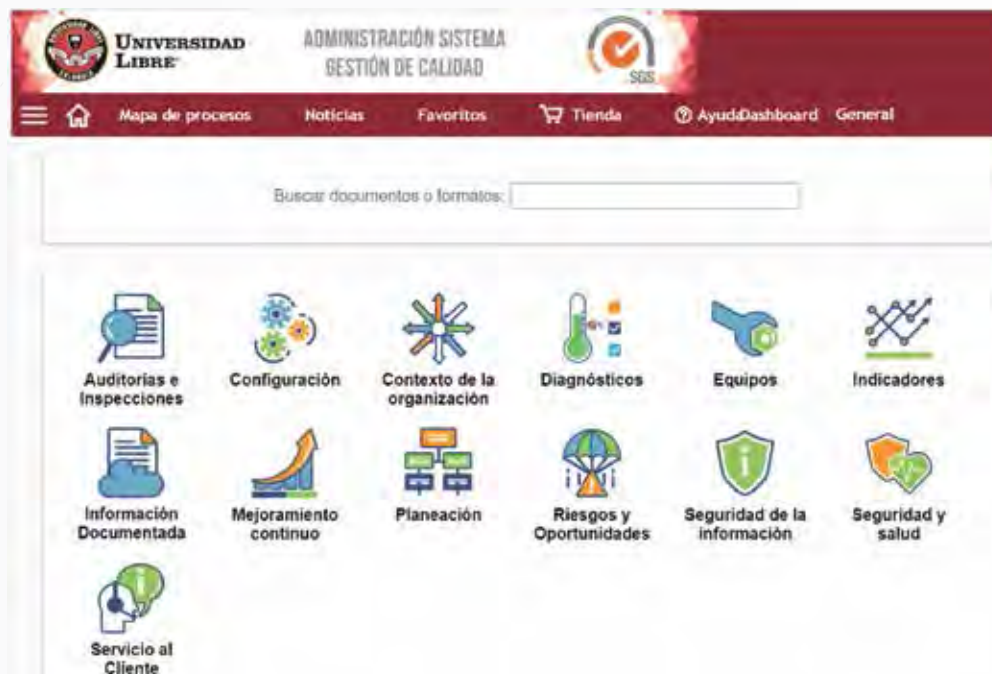 UNIVERSIDAD
LIBRE
ADMINISTRACIÓN SISTEMA
GESTIÓN DE CALIDAD
SGS
Mapa de procesos Noticias Favoritos Tienda AyudaDashboard General
Buscar documentos o formatos:
Auditorias e
Inspecciones
Configuración
Contexto de la
organización
Diagnósticos
Equipos
Indicadores
Información
Documentada
Mejoramiento
continuo
Planeación
Riesgos y
Oportunidades
Seguridad de la
información
Seguridad y
salud
Servicio al
Cliente